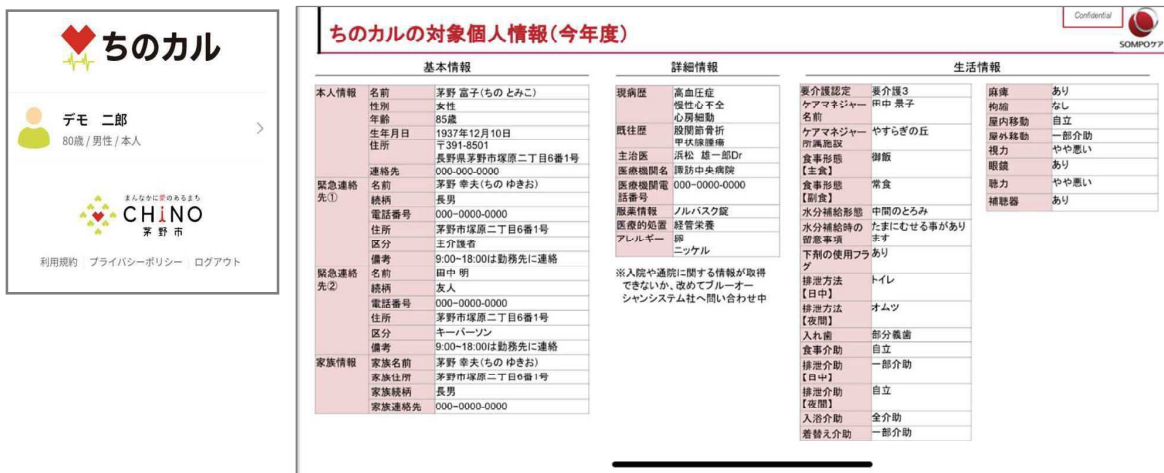 ちのカル
デモ 二郎
80歳 / 男性 / 本人
まんなかに愛のあるまち
CHINO
茅野市
利用規約 プライバシーポリシー ログアウト
ちのカルの対象個人情報(今年度)
Confidential
SOMPOケア
基本情報
本人情報 名前 茅野 富子(ちの とみこ)
性別 女性
年齢 85歳
生年月日 1937年12月10日
住所 〒391-8501
長野県茅野市塚原二丁目6番1号
連絡先 000-000-0000
緊急連絡先① 名前 茅野 幸夫(ちの ゆきお)
続柄 長男
電話番号 000-0000-0000
住所 茅野市塚原二丁目6番1号
区分 主介護者
備考 9:00~18:00は勤務先に連絡
緊急連絡先② 名前 田中 明
続柄 友人
電話番号 000-0000-0000
住所 茅野市塚原二丁目6番1号
区分 キーパーソン
備考 9:00~18:00は勤務先に連絡
家族情報 家族名前 茅野 幸夫(ちの ゆきお)
家族住所 茅野市塚原二丁目6番1号
家族続柄 長男
家族連絡先 000-0000-0000
詳細情報
現病歴 高血圧症
慢性心不全
心房細動
既往歴 股関節骨折
甲状腺腫瘍
主治医 浜松 雄一郎Dr
医療機関名 諏訪中央病院
医療機関電話番号 000-0000-0000
服薬情報 ノルバスク錠
医療的処置 経管栄養
アレルギー 卵
ニッケル
※入院や通院に関する情報が取得
できないか、改めてブルーオー
シャンシステム社へ問い合わせ中
生活情報
要介護認定 要介護3
ケアマネジャー名前 田中 景子
ケアマネジャー所属施設 やすらぎの丘
食事形態【主食】 御飯
食事形態【副食】 常食
水分補給形態 中間のとろみ
水分補給時の留意事項 たまにむせる事があります
下剤の使用フラグ あり
排泄方法【日中】 トイレ
排泄方法【夜間】 オムツ
入れ歯 部分義歯
食事介助 自立
排泄介助【日中】 一部介助
排泄介助【夜間】 自立
入浴介助 全介助
着替え介助 一部介助
麻痺 あり
拘縮 なし
屋内移動 自立
屋外移動 一部介助
視力 やや悪い
眼鏡 あり
聴力 やや悪い
補聴器 あり